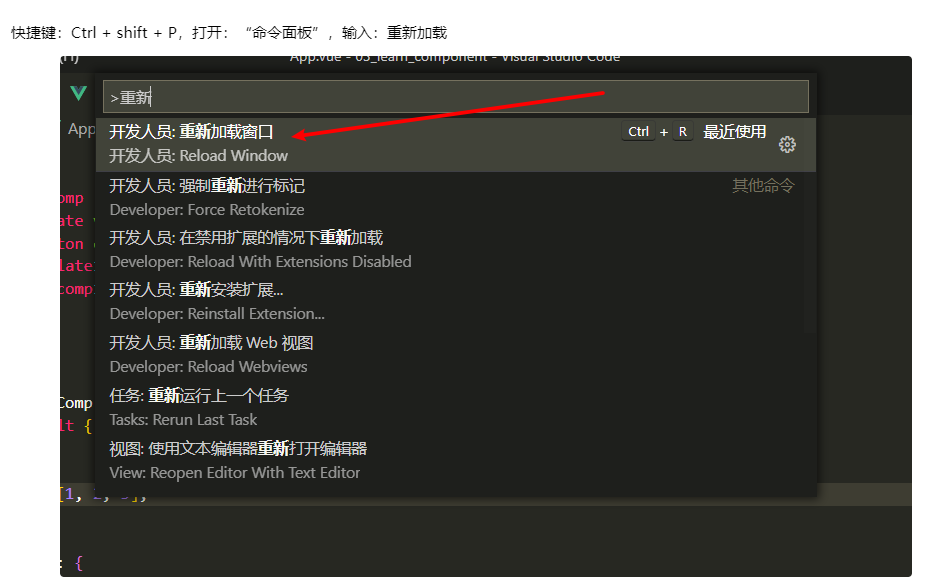 快捷键：Ctrl + shift + P，打开：“命令面板”，输入：重新加载
App.vue - 03_learn_component - Visual Studio Code
>重新
App
开发人员: 重新加载窗口 Ctrl + R 最近使用
开发人员: Reload Window
开发人员: 强制重新进行标记 其他命令
Developer: Force Retokenize
开发人员: 在禁用扩展的情况下重新加载
Developer: Reload With Extensions Disabled
开发人员: 重新安装扩展...
Developer: Reinstall Extension...
开发人员: 重新加载 Web 视图
Developer: Reload Webviews
任务: 重新运行上一个任务
Tasks: Rerun Last Task
视图: 使用文本编辑器重新打开编辑器
View: Reopen Editor With Text Editor
omp
ate
ton
late
comp
Comp
lt {
[1, 2, 3],
: {